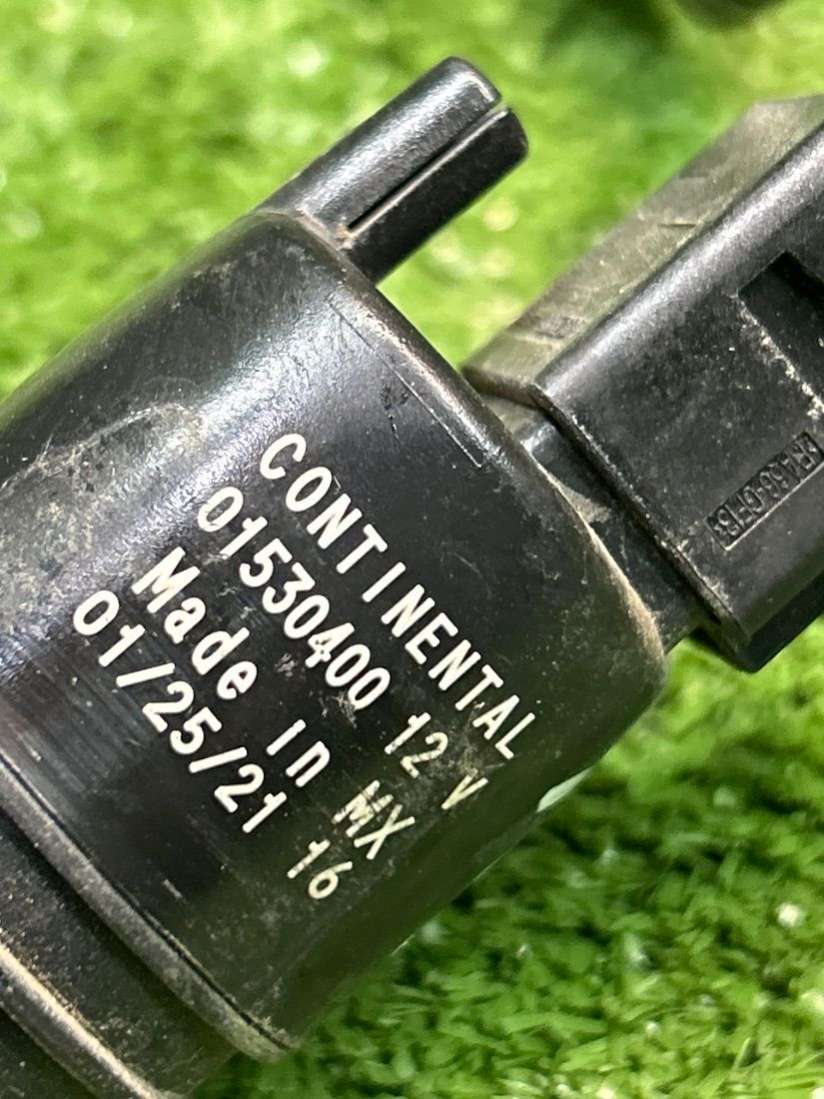 CONTINENTAL
01530400 12 V
Made in MX
01/25/21 16